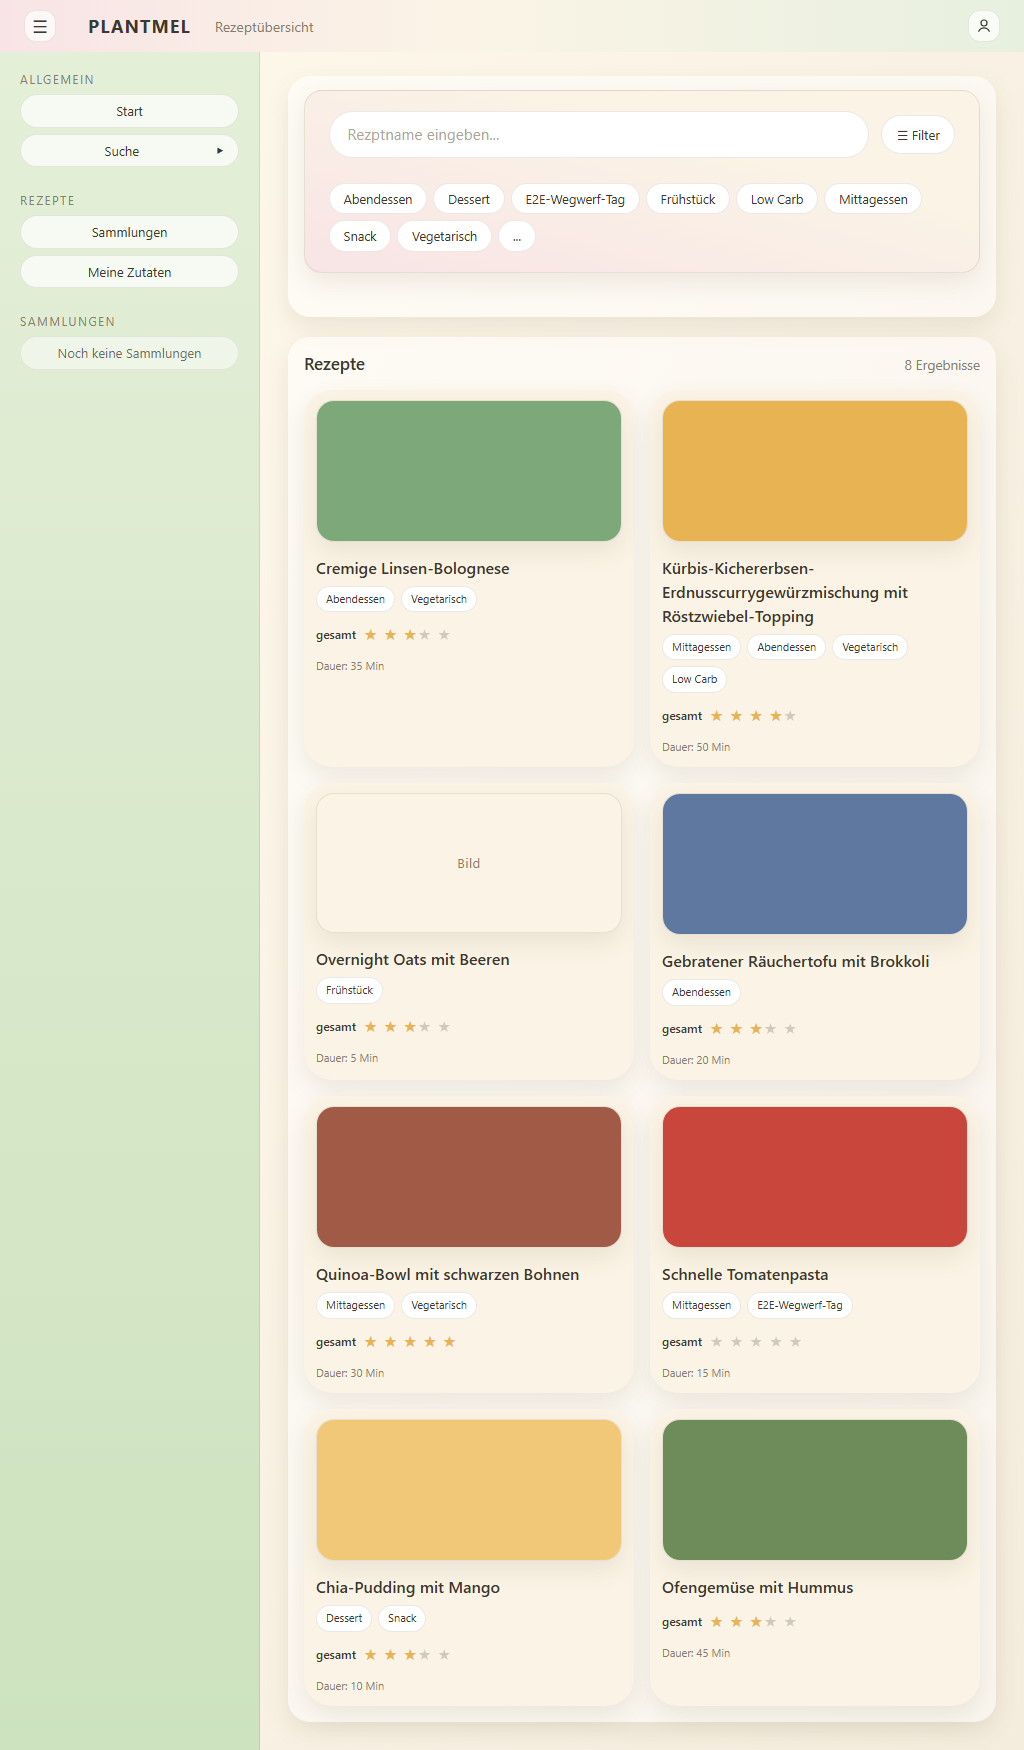 ☰ PLANTMEL Rezeptübersicht
ALLGEMEIN
Start
Suche ▸
REZEPTE
Sammlungen
Meine Zutaten
SAMMLUNGEN
Noch keine Sammlungen
Rezptname eingeben...
☰ Filter
Abendessen Dessert E2E-Wegwerf-Tag Frühstück Low Carb Mittagessen
Snack Vegetarisch ...
Rezepte 8 Ergebnisse
Cremige Linsen-Bolognese
Abendessen Vegetarisch
gesamt ★ ★ ★ ★ ★
Dauer: 35 Min
Kürbis-Kichererbsen-
Erdnusscurrygewürzmischung mit
Röstzwiebel-Topping
Mittagessen Abendessen Vegetarisch
Low Carb
gesamt ★ ★ ★ ★ ★
Dauer: 50 Min
Bild
Overnight Oats mit Beeren
Frühstück
gesamt ★ ★ ★ ★ ★
Dauer: 5 Min
Gebratener Räuchertofu mit Brokkoli
Abendessen
gesamt ★ ★ ★ ★ ★
Dauer: 20 Min
Quinoa-Bowl mit schwarzen Bohnen
Mittagessen Vegetarisch
gesamt ★ ★ ★ ★ ★
Dauer: 30 Min
Schnelle Tomatenpasta
Mittagessen E2E-Wegwerf-Tag
gesamt ★ ★ ★ ★ ★
Dauer: 15 Min
Chia-Pudding mit Mango
Dessert Snack
gesamt ★ ★ ★ ★ ★
Dauer: 10 Min
Ofengemüse mit Hummus
gesamt ★ ★ ★ ★ ★
Dauer: 45 Min